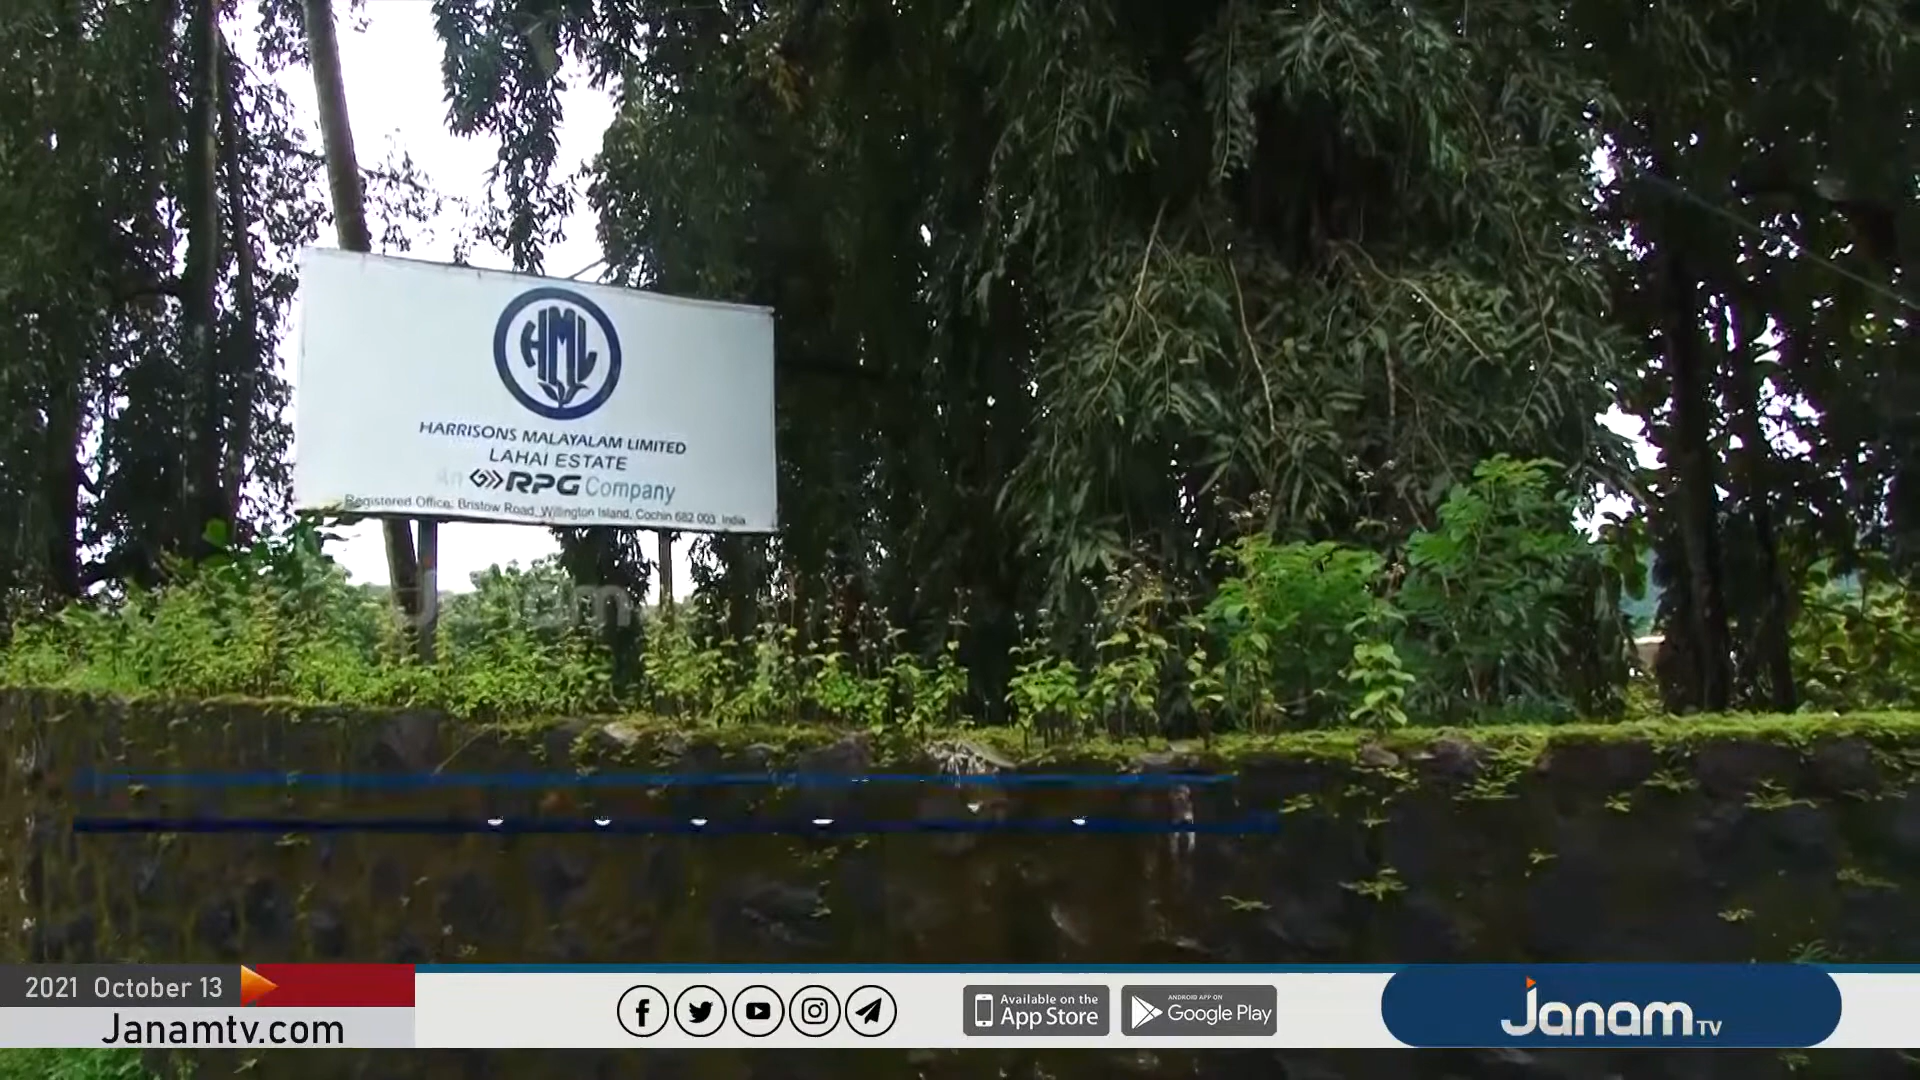 HML
HARRISONS MALAYALAM LIMITED
LAHAI ESTATE
An RPG Company
Registered Office: Bristow Road, Willington Island, Cochin 682 003 India
Janam
2021 October 13
Janamtv.com
Available on the
App Store
ANDROID APP ON
Google Play
Janam TV